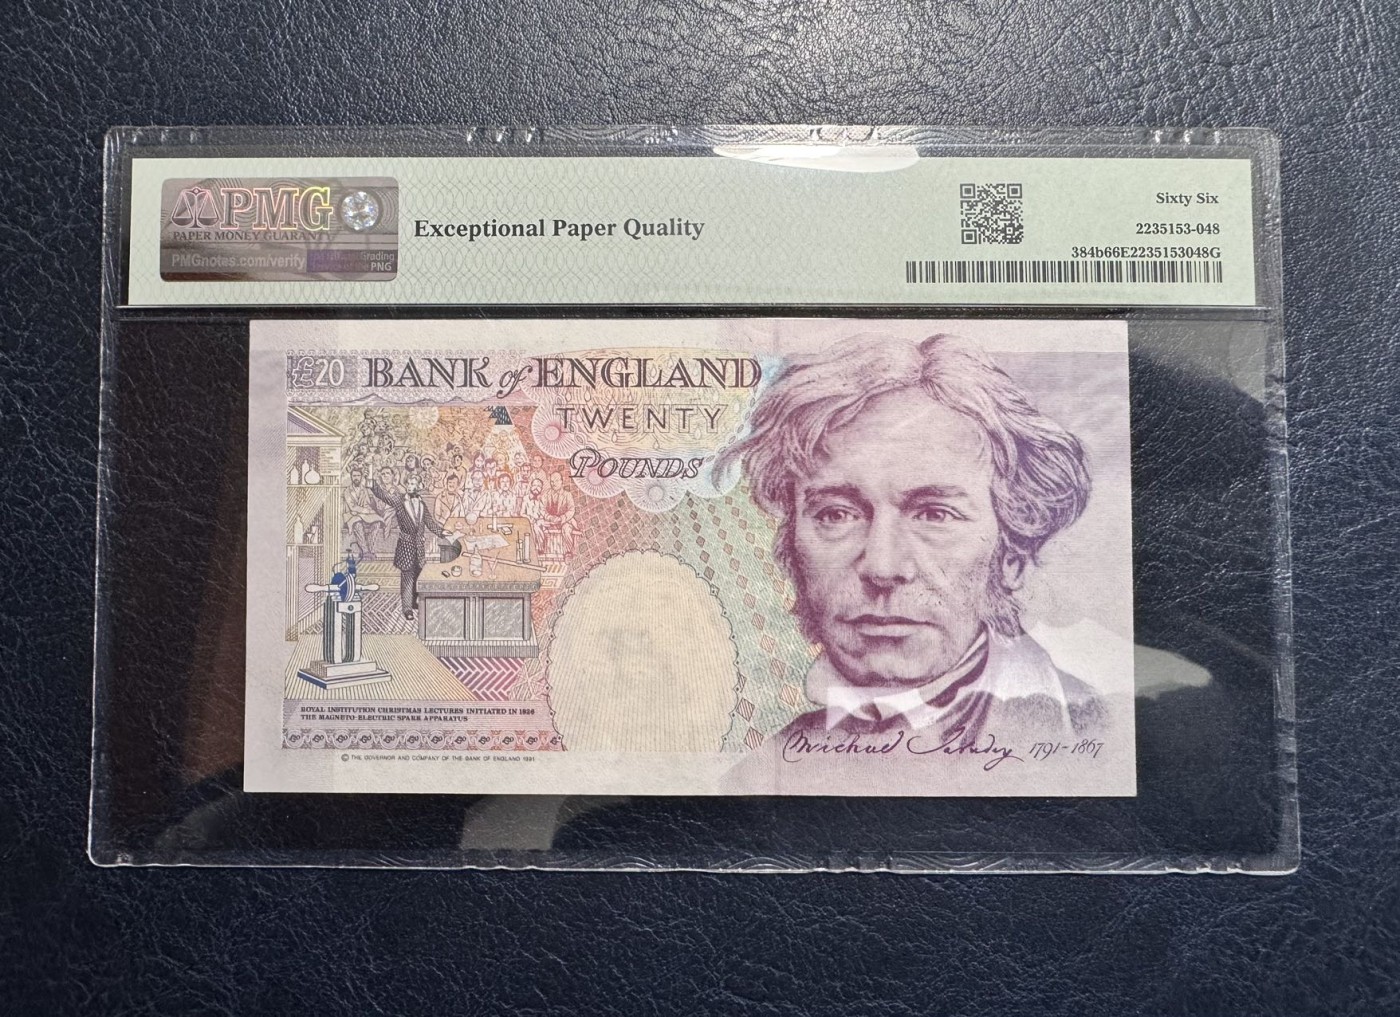 PMG
PAPER MONEY GUARANTY
PMGnotes.com/verify
Grading
PNG
Exceptional Paper Quality
Sixty Six
2235153-048
384b66E2235153048G
£20 BANK of ENGLAND
TWENTY
POUNDS
ROYAL INSTITUTION CHRISTMAS LECTURES INITIATED IN 1826
THE MAGNETO-ELECTRIC SPARK APPARATUS
© THE GOVERNOR AND COMPANY OF THE BANK OF ENGLAND 1991
Michael Faraday 1791-1867